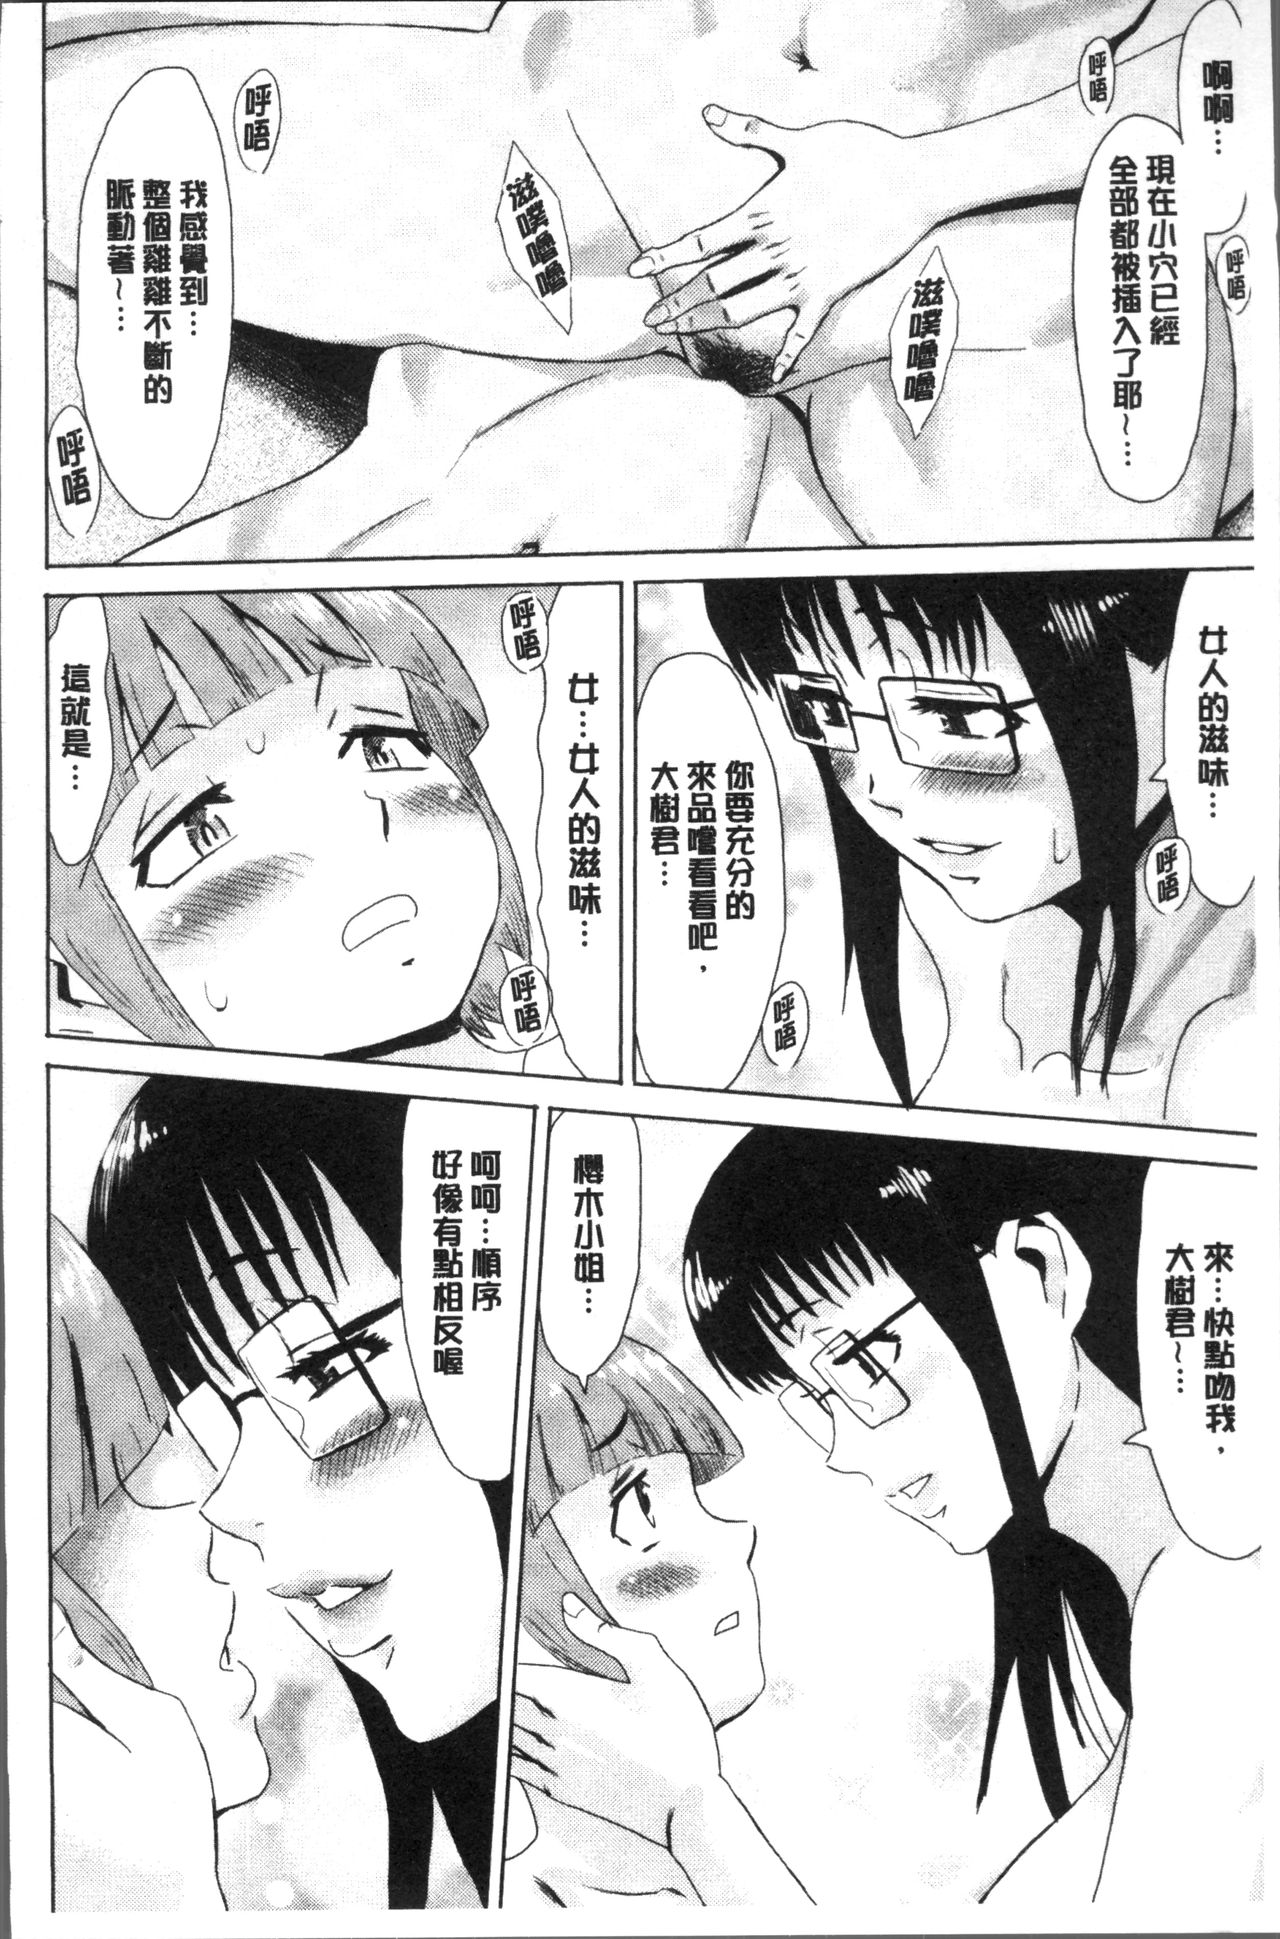 啊啊…
現在小穴已經
全部都被插入了耶～…
呼唔
呼唔
滋噗嚕嚕
滋噗嚕嚕
呼唔
我感覺到…
整個雞雞不斷的
脈動著～…
呼唔
女人的滋味…
呼唔
你要充分的
來品嚐看看吧，
大樹君…
呼唔
女…女人的滋味…
呼唔
呼唔
這就是…
來…快點吻我，
大樹君～…
櫻木小姐…
呵呵…順序
好像有點相反喔